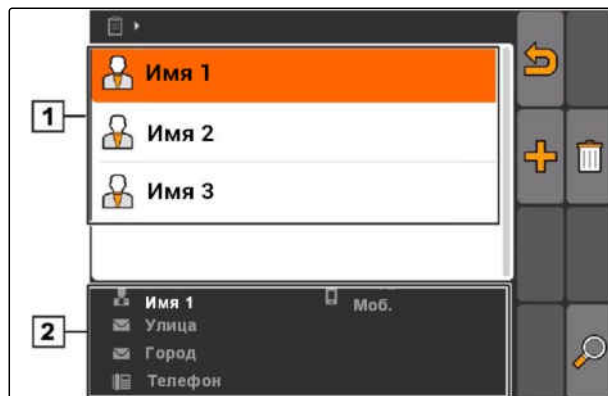 1
Имя 1
Имя 2
Имя 3
2
Имя 1
Моб.
Улица
Город
Телефон